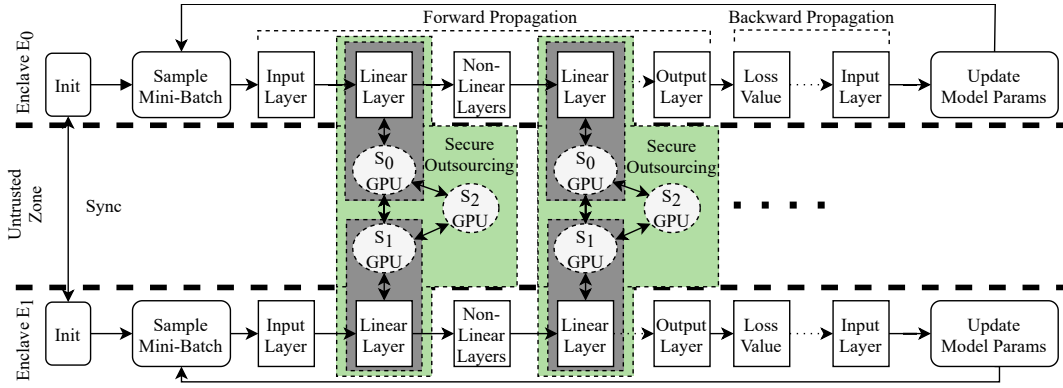 Forward Propagation
Backward Propagation
Enclave E0
Init
Sample
Mini-Batch
Input
Layer
Linear
Layer
Non-
Linear
Layers
Linear
Layer
Output
Layer
Loss
Value
Input
Layer
Update
Model Params
Untrusted
Zone
Sync
S0
GPU
Secure
Outsourcing
S2
GPU
S1
GPU
S0
GPU
Secure
Outsourcing
S2
GPU
S1
GPU
Enclave E1
Init
Sample
Mini-Batch
Input
Layer
Linear
Layer
Non-
Linear
Layers
Linear
Layer
Output
Layer
Loss
Value
Input
Layer
Update
Model Params